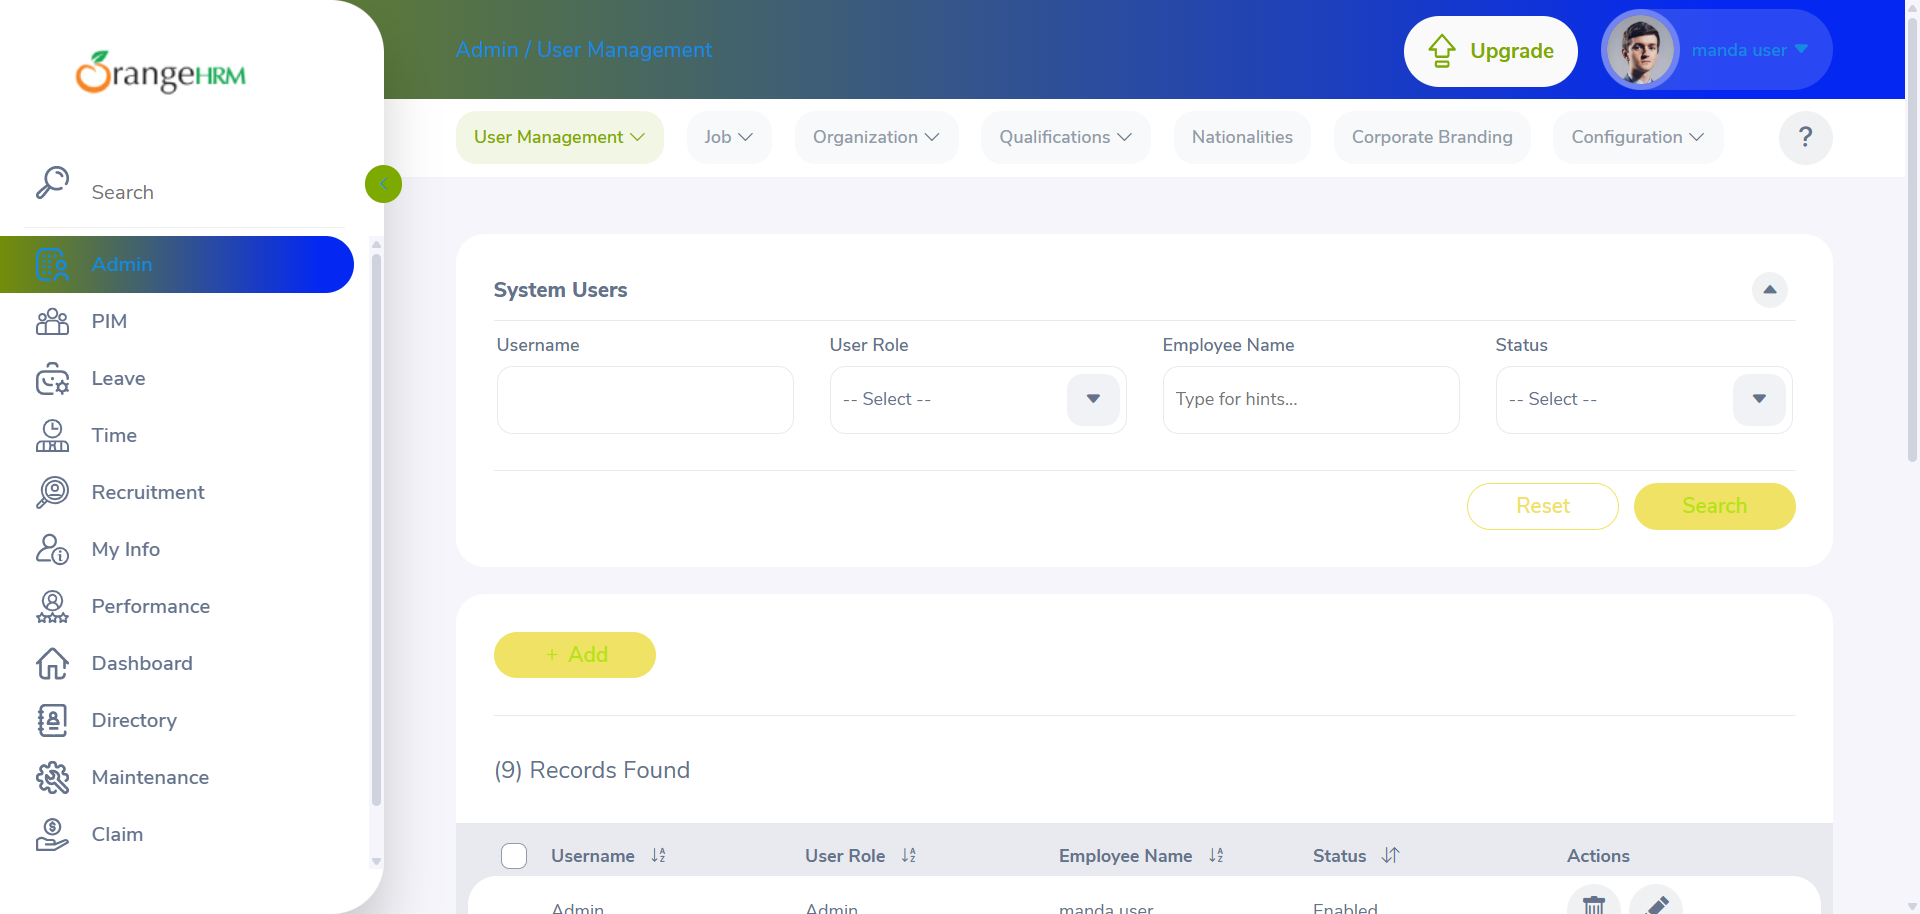 OrangeHRM
Search
Admin
PIM
Leave
Time
Recruitment
My Info
Performance
Dashboard
Directory
Maintenance
Claim
Admin / User Management
Upgrade
manda user
User Management
Job
Organization
Qualifications
Nationalities
Corporate Branding
Configuration
?
System Users
Username
User Role
Employee Name
Status
-- Select --
Type for hints...
-- Select --
Reset
Search
+ Add
(9) Records Found
Username
User Role
Employee Name
Status
Actions
Admin
Admin
manda user
Enabled